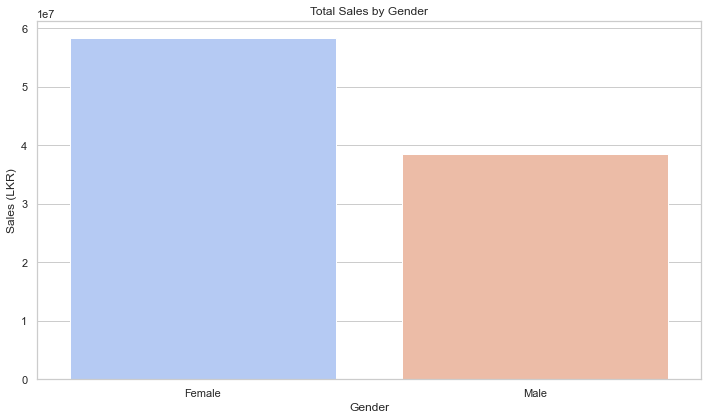 Total Sales by Gender
1e7
6
5
4
3
2
1
0
Sales (LKR)
Female
Male
Gender